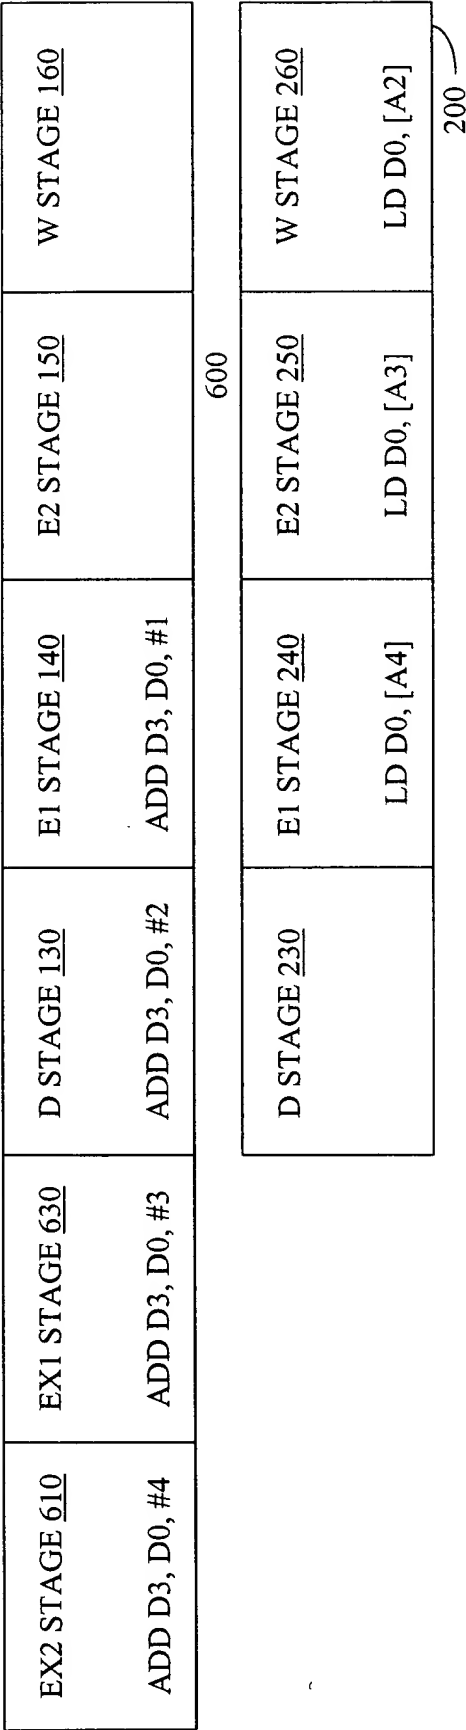 EX2 STAGE 610
ADD D3, D0, #4
EX1 STAGE 630
ADD D3, D0, #3
D STAGE 130
ADD D3, D0, #2
E1 STAGE 140
ADD D3, D0, #1
E2 STAGE 150
W STAGE 160
600
D STAGE 230
E1 STAGE 240
LD D0, [A4]
E2 STAGE 250
LD D0, [A3]
W STAGE 260
LD D0, [A2]
200